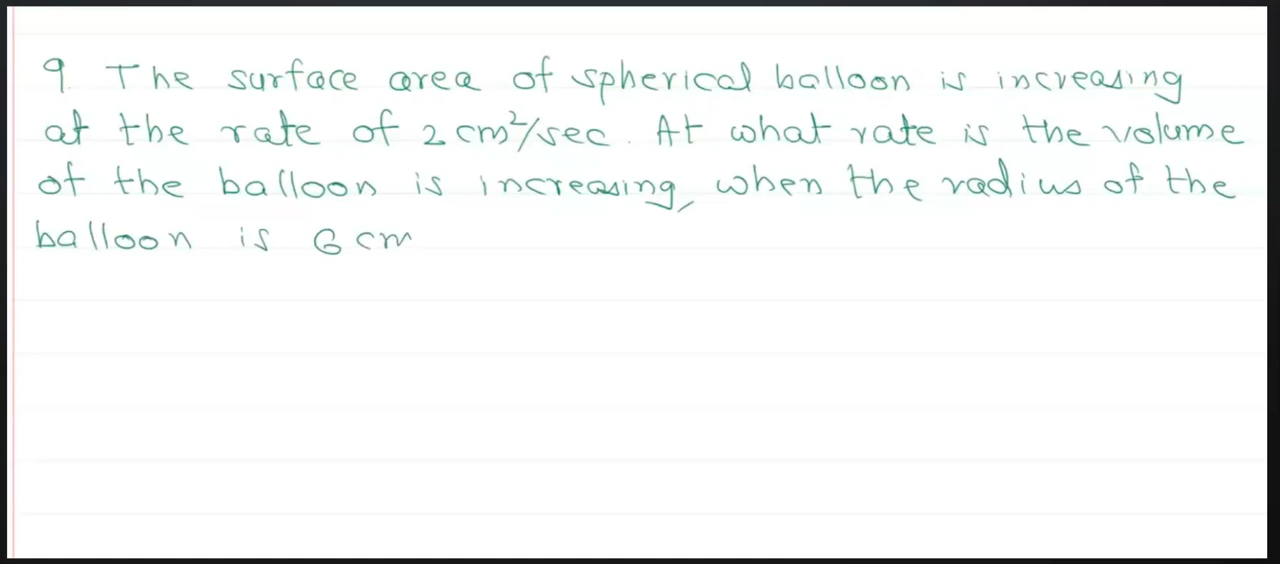 9. The surface area of spherical balloon is increasing
at the rate of 2 cm²/sec. At what rate is the volume
of the balloon is increasing, when the radius of the
balloon is 6 cm